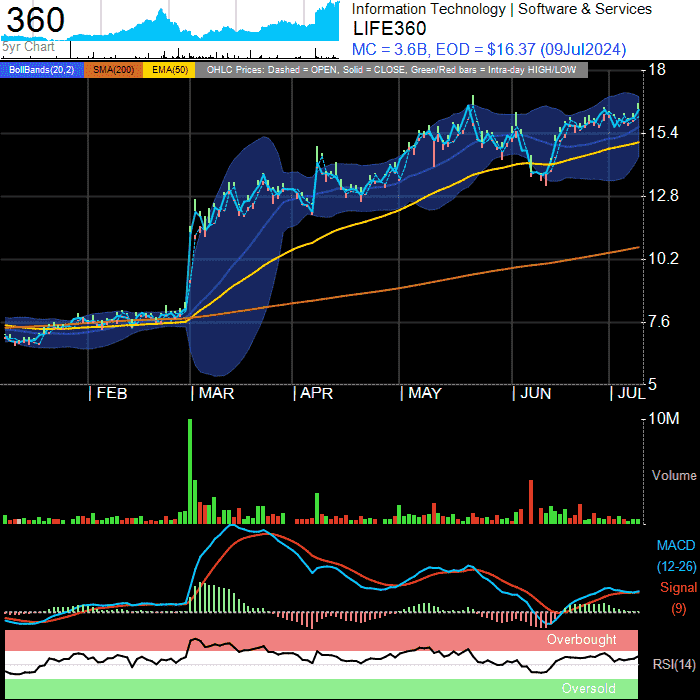 360
Information Technology | Software & Services
LIFE360
5yr Chart
MC = 3.6B, EOD = $16.37 (09Jul2024)
BollBands(20,2) SMA(200) EMA(50) OHLC Prices: Dashed = OPEN, Solid = CLOSE, Green/Red bars = Intra-day HIGH/LOW
18
15.4
12.8
10.2
7.6
5
| FEB | MAR | APR | MAY | JUN | JUL
10M
Volume
MACD
(12-26)
Signal
(9)
Overbought
RSI(14)
Oversold